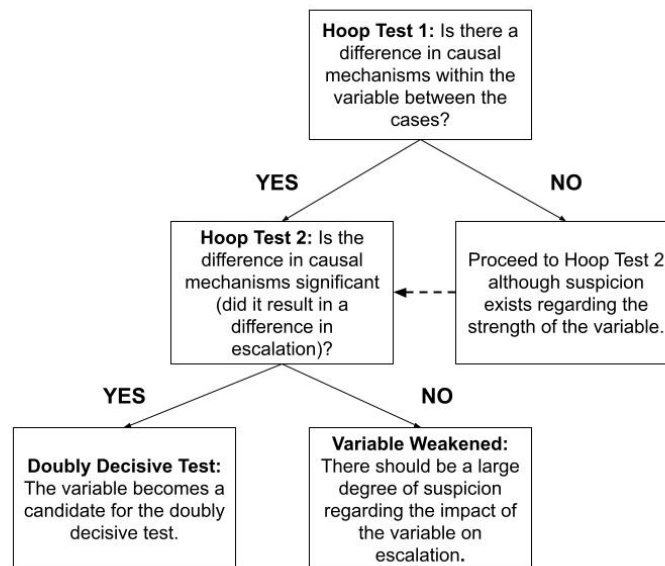 Hoop Test 1: Is there a
difference in causal
mechanisms within the
variable between the
cases?
YES
NO
Hoop Test 2: Is the
difference in causal
mechanisms significant
(did it result in a
difference in
escalation)?
Proceed to Hoop Test 2
although suspicion
exists regarding the
strength of the variable.
YES
NO
Doubly Decisive Test:
The variable becomes a
candidate for the doubly
decisive test.
Variable Weakened:
There should be a large
degree of suspicion
regarding the impact of
the variable on
escalation.